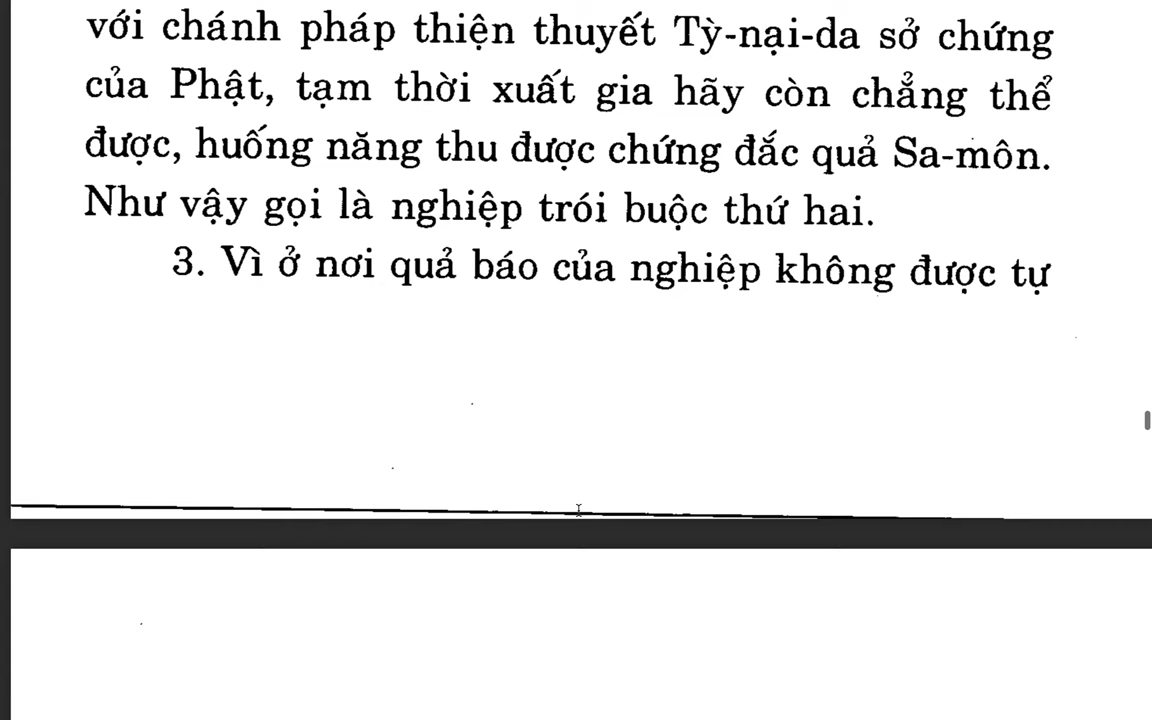 với chánh pháp thiện thuyết Tỳ-nại-da sở chứng
của Phật, tạm thời xuất gia hãy còn chẳng thể
được, huống năng thu được chứng đắc quả Sa-môn.
Như vậy gọi là nghiệp trói buộc thứ hai.
3. Vì ở nơi quả báo của nghiệp không được tự